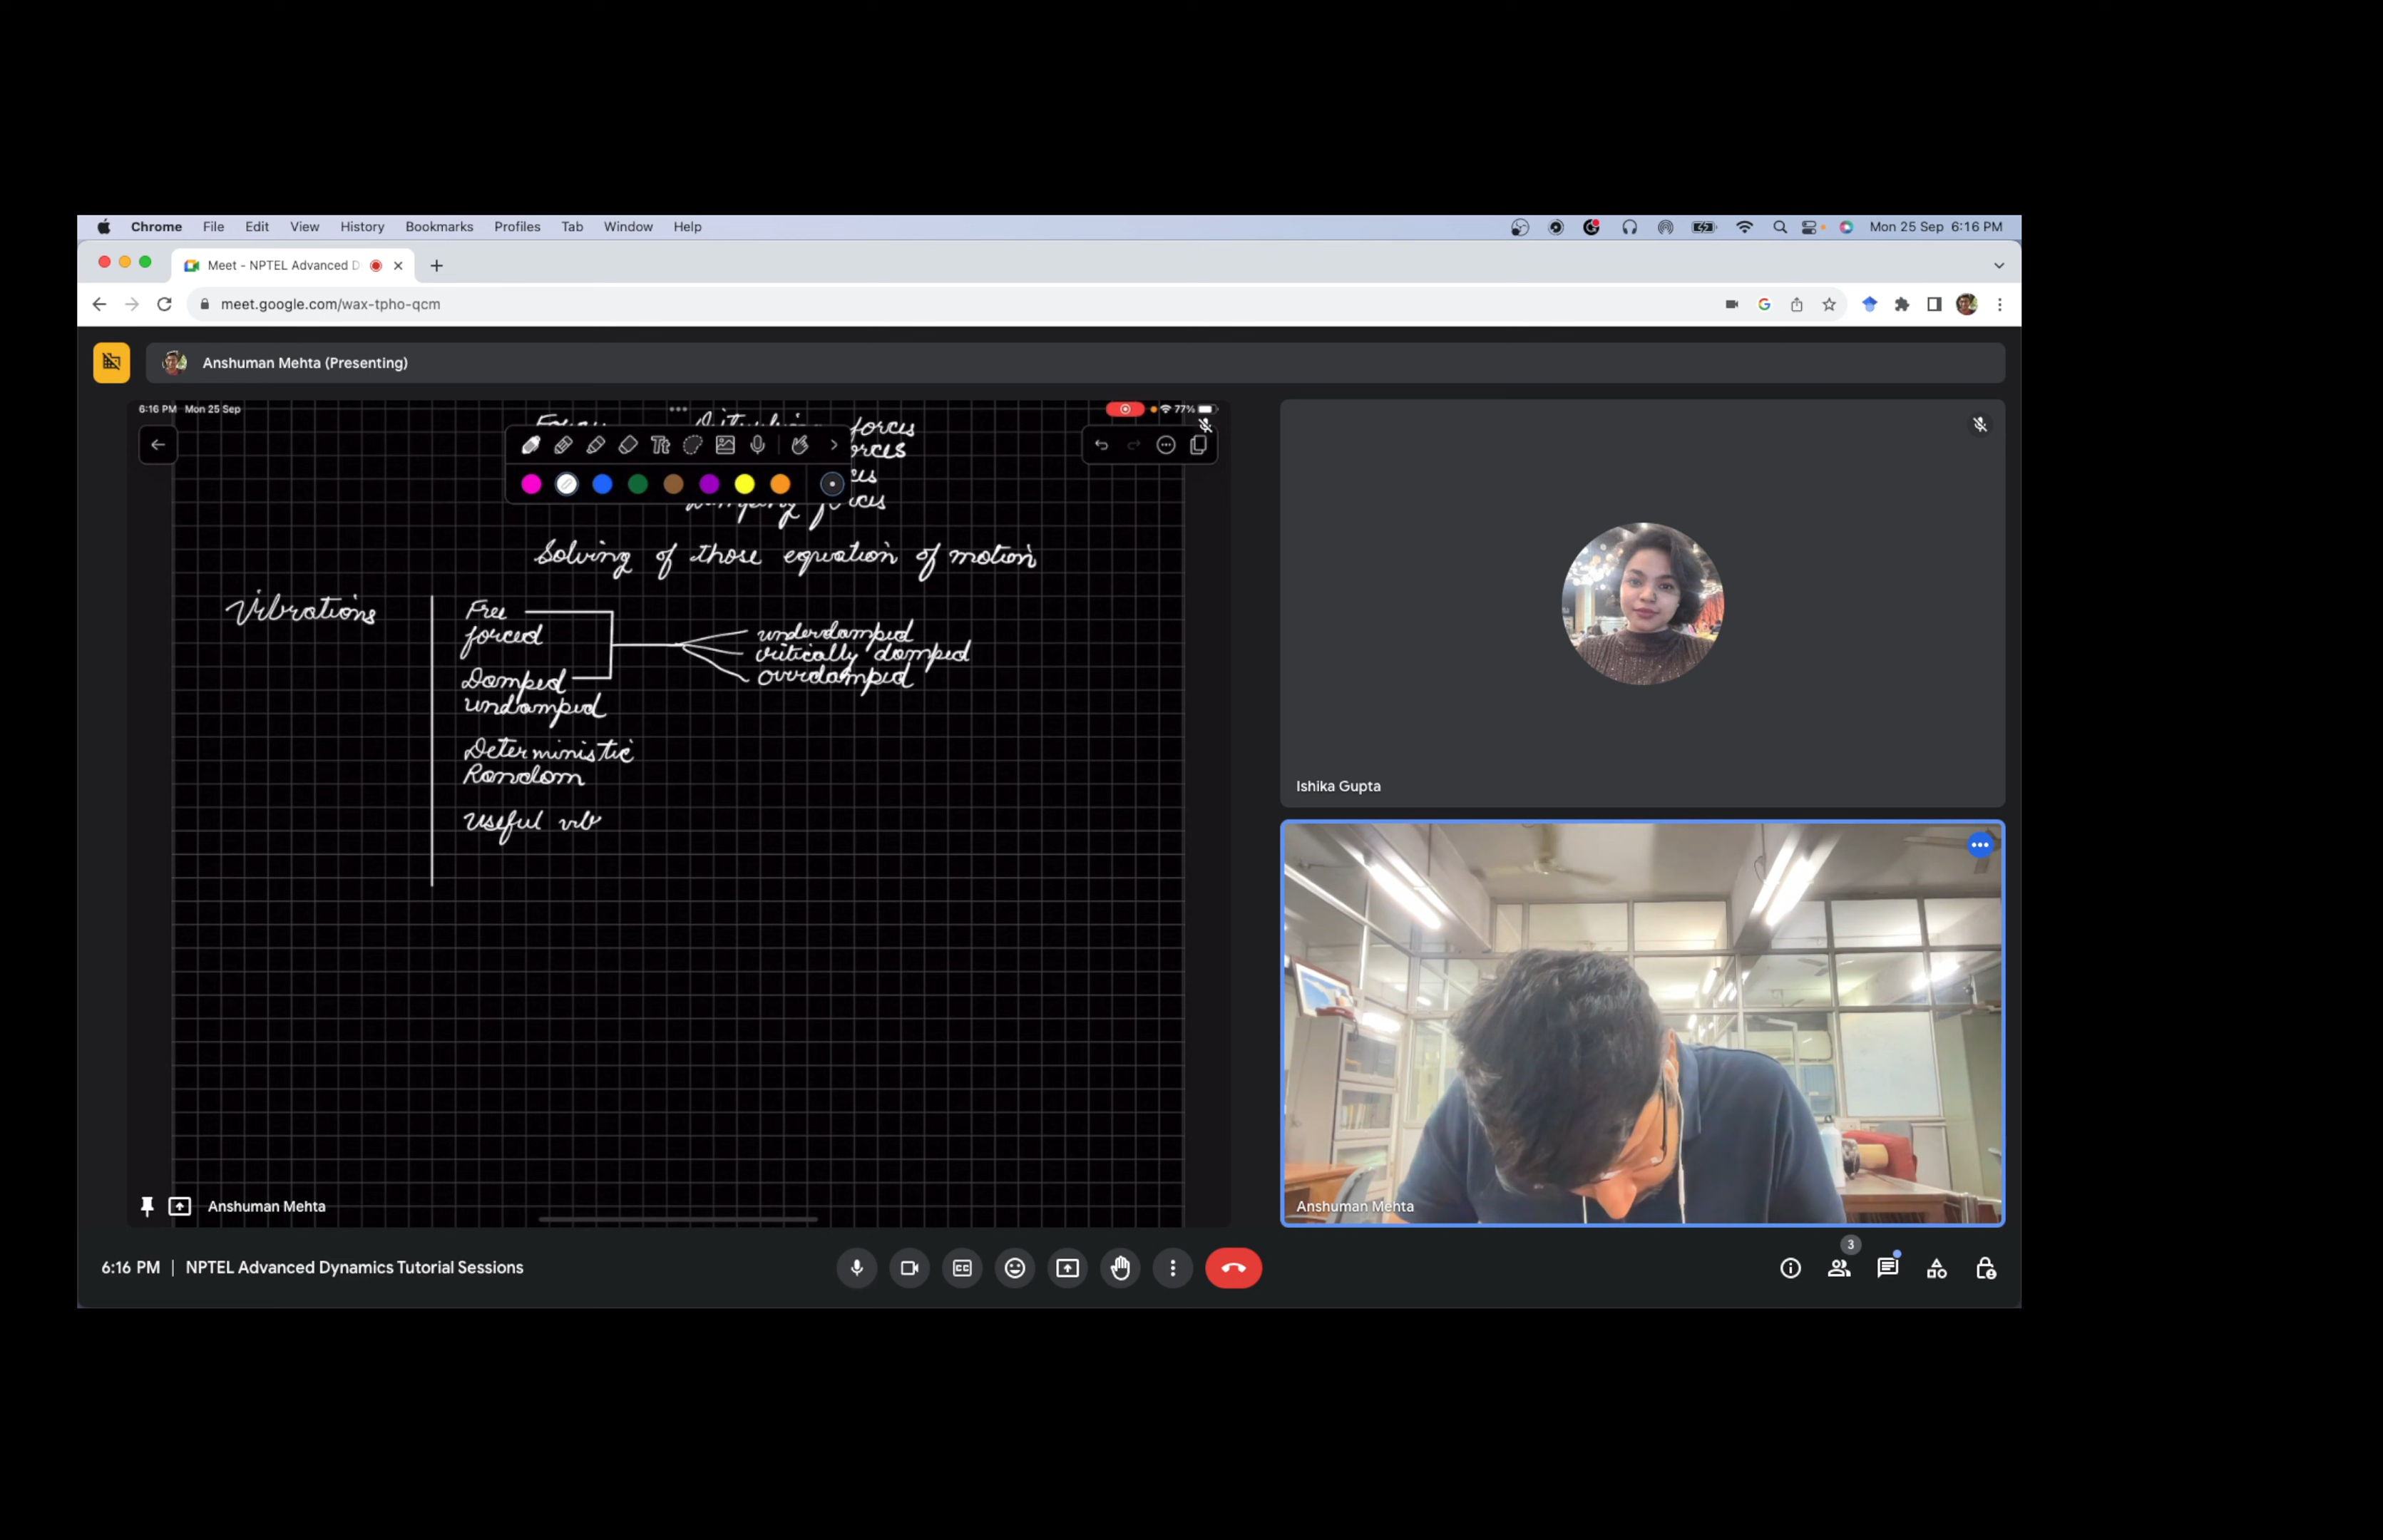 Chrome File Edit View History Bookmarks Profiles Tab Window Help Mon 25 Sep 6:16 PM
Meet - NPTEL Advanced D
meet.google.com/wax-tpho-qcm
Anshuman Mehta (Presenting)
6:16 PM Mon 25 Sep 77%
forces
Damping forces
Solving of those equation of motion
Vibrations
Free
forced
Damped
undamped
underdamped
critically damped
overdamped
Deterministic
Random
Useful vib
Anshuman Mehta
Ishika Gupta
Anshuman Mehta
6:16 PM | NPTEL Advanced Dynamics Tutorial Sessions
CC
3